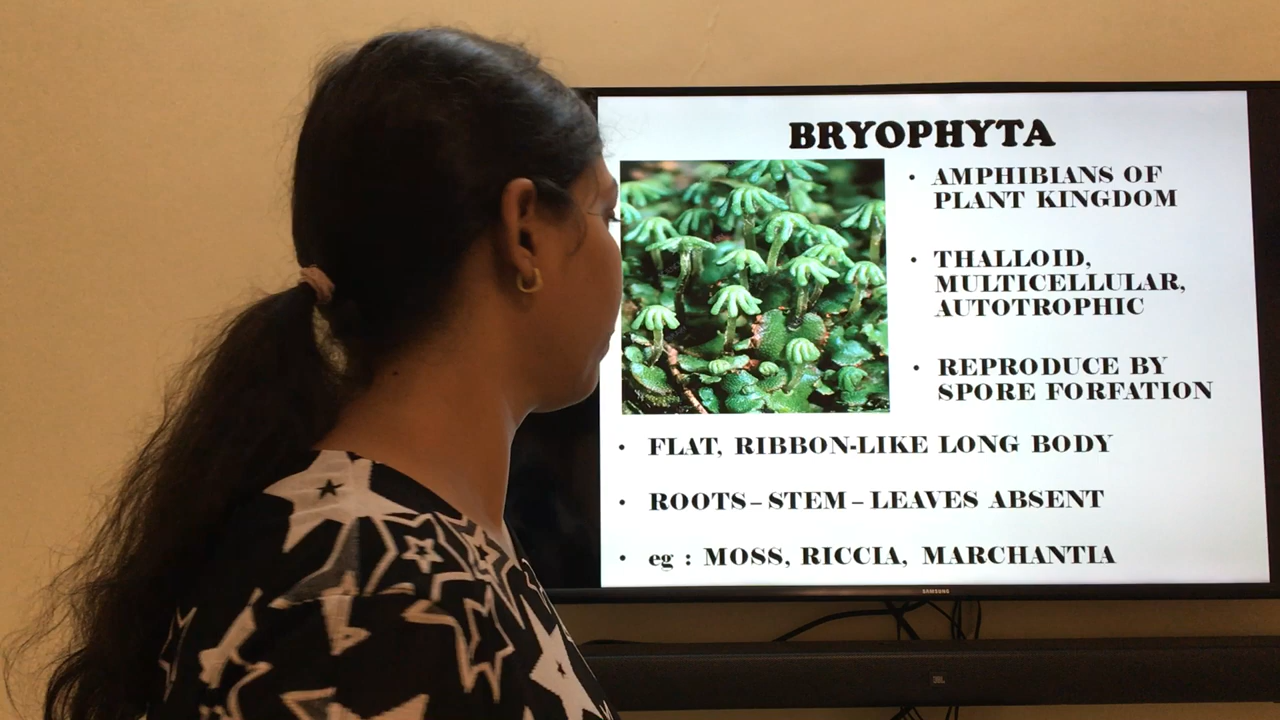 BRYOPHYTA
• AMPHIBIANS OF
PLANT KINGDOM
• THALLOID,
MULTICELLULAR,
AUTOTROPHIC
• REPRODUCE BY
SPORE FORFATION
• FLAT, RIBBON-LIKE LONG BODY
• ROOTS – STEM – LEAVES ABSENT
• eg : MOSS, RICCIA, MARCHANTIA
SAMSUNG
JBL